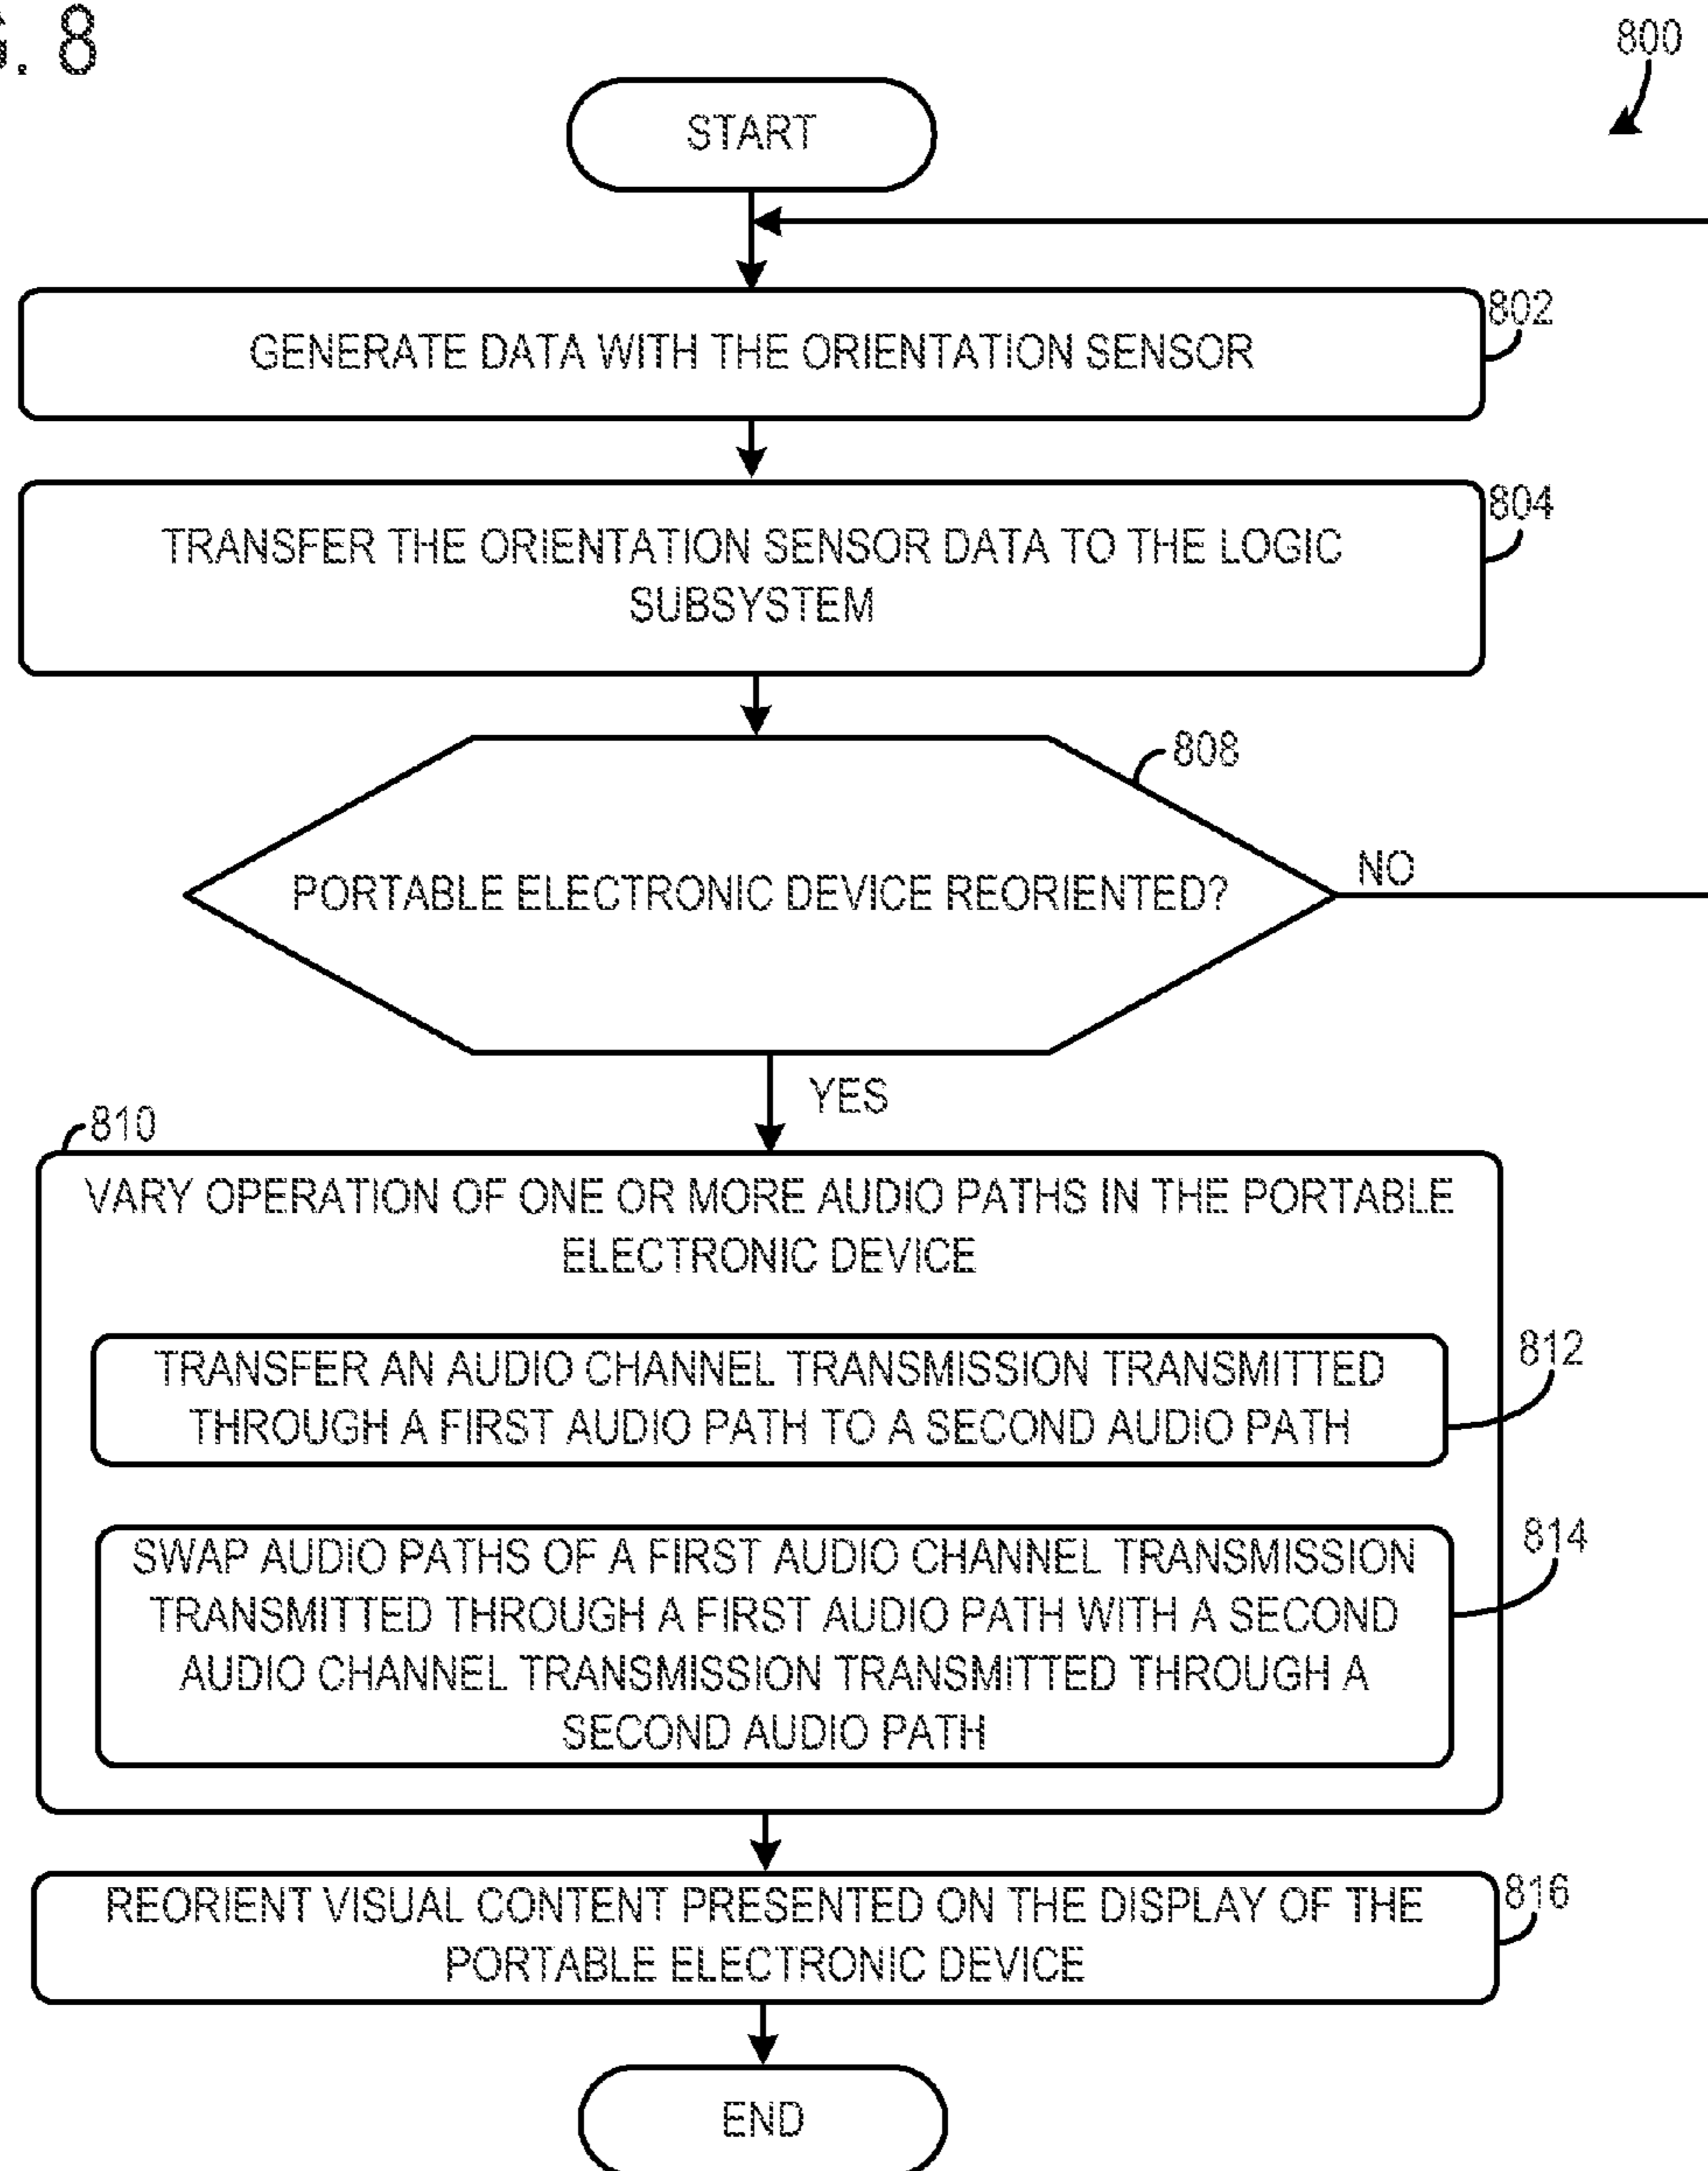 G. 8
800
START
802
GENERATE DATA WITH THE ORIENTATION SENSOR
804
TRANSFER THE ORIENTATION SENSOR DATA TO THE LOGIC
SUBSYSTEM
808
PORTABLE ELECTRONIC DEVICE REORIENTED?
NO
YES
810
VARY OPERATION OF ONE OR MORE AUDIO PATHS IN THE PORTABLE
ELECTRONIC DEVICE
812
TRANSFER AN AUDIO CHANNEL TRANSMISSION TRANSMITTED
THROUGH A FIRST AUDIO PATH TO A SECOND AUDIO PATH
814
SWAP AUDIO PATHS OF A FIRST AUDIO CHANNEL TRANSMISSION
TRANSMITTED THROUGH A FIRST AUDIO PATH WITH A SECOND
AUDIO CHANNEL TRANSMISSION TRANSMITTED THROUGH A
SECOND AUDIO PATH
816
REORIENT VISUAL CONTENT PRESENTED ON THE DISPLAY OF THE
PORTABLE ELECTRONIC DEVICE
END